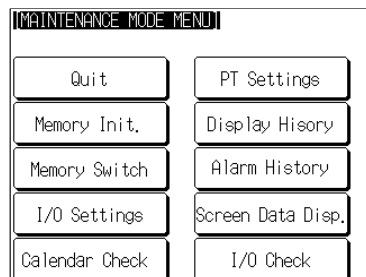 [MAINTENANCE MODE MENU]
Quit
PT Settings
Memory Init.
Display Hisory
Memory Switch
Alarm History
I/O Settings
Screen Data Disp.
Calendar Check
I/O Check